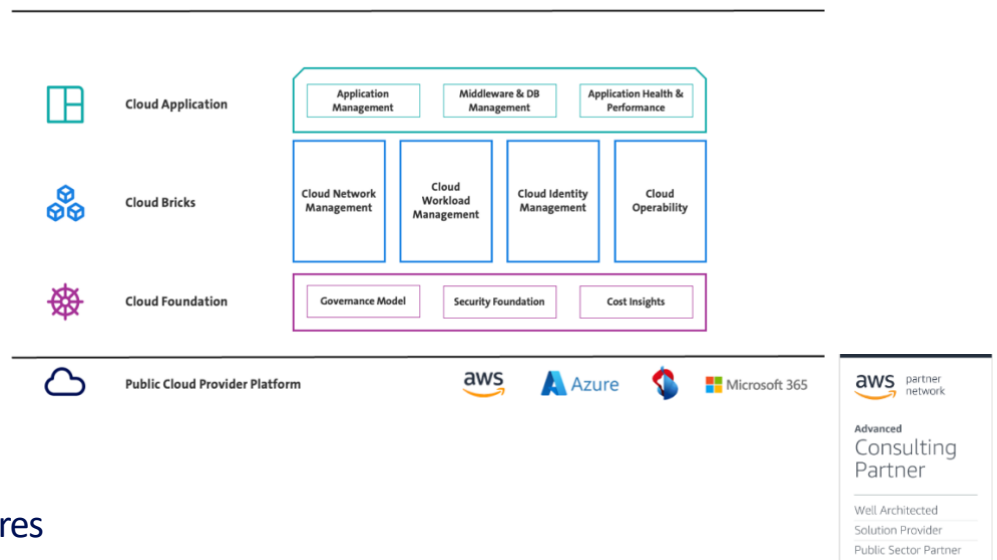 Cloud Application
Application
Management
Middleware & DB
Management
Application Health &
Performance
Cloud Bricks
Cloud Network
Management
Cloud
Workload
Management
Cloud Identity
Management
Cloud
Operability
Cloud Foundation
Governance Model
Security Foundation
Cost Insights
Public Cloud Provider Platform
aws
Azure
Microsoft 365
aws partner
network
Advanced
Consulting
Partner
Well Architected
Solution Provider
Public Sector Partner
res